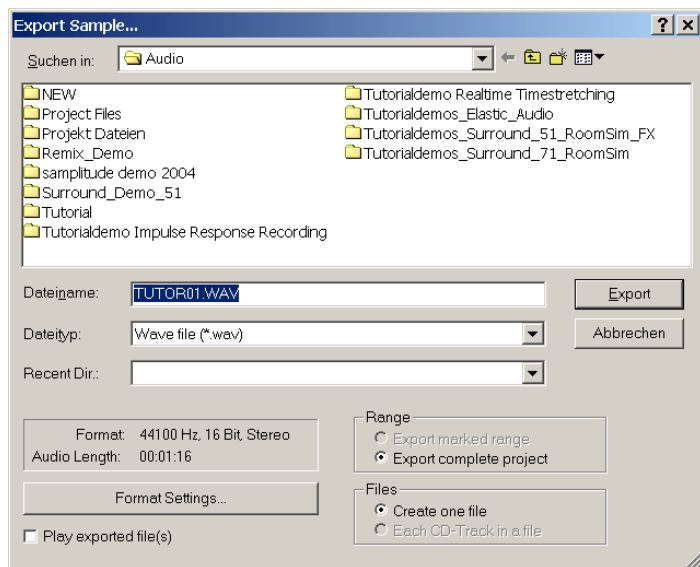 Export Sample...
Suchen in: Audio
NEW
Project Files
Projekt Dateien
Remix_Demo
samplitude demo 2004
Surround_Demo_51
Tutorial
Tutorialdemo Impulse Response Recording
Tutorialdemo Realtime Timestretching
Tutorialdemos_Elastic_Audio
Tutorialdemos_Surround_51_RoomSim_FX
Tutorialdemos_Surround_71_RoomSim
Dateiname: TUTOR01.WAV
Export
Dateityp: Wave file (*.wav)
Abbrechen
Recent Dir.:
Format: 44100 Hz, 16 Bit, Stereo
Audio Length: 00:01:16
Format Settings...
Play exported file(s)
Range
Export marked range
Export complete project
Files
Create one file
Each CD-Track in a file